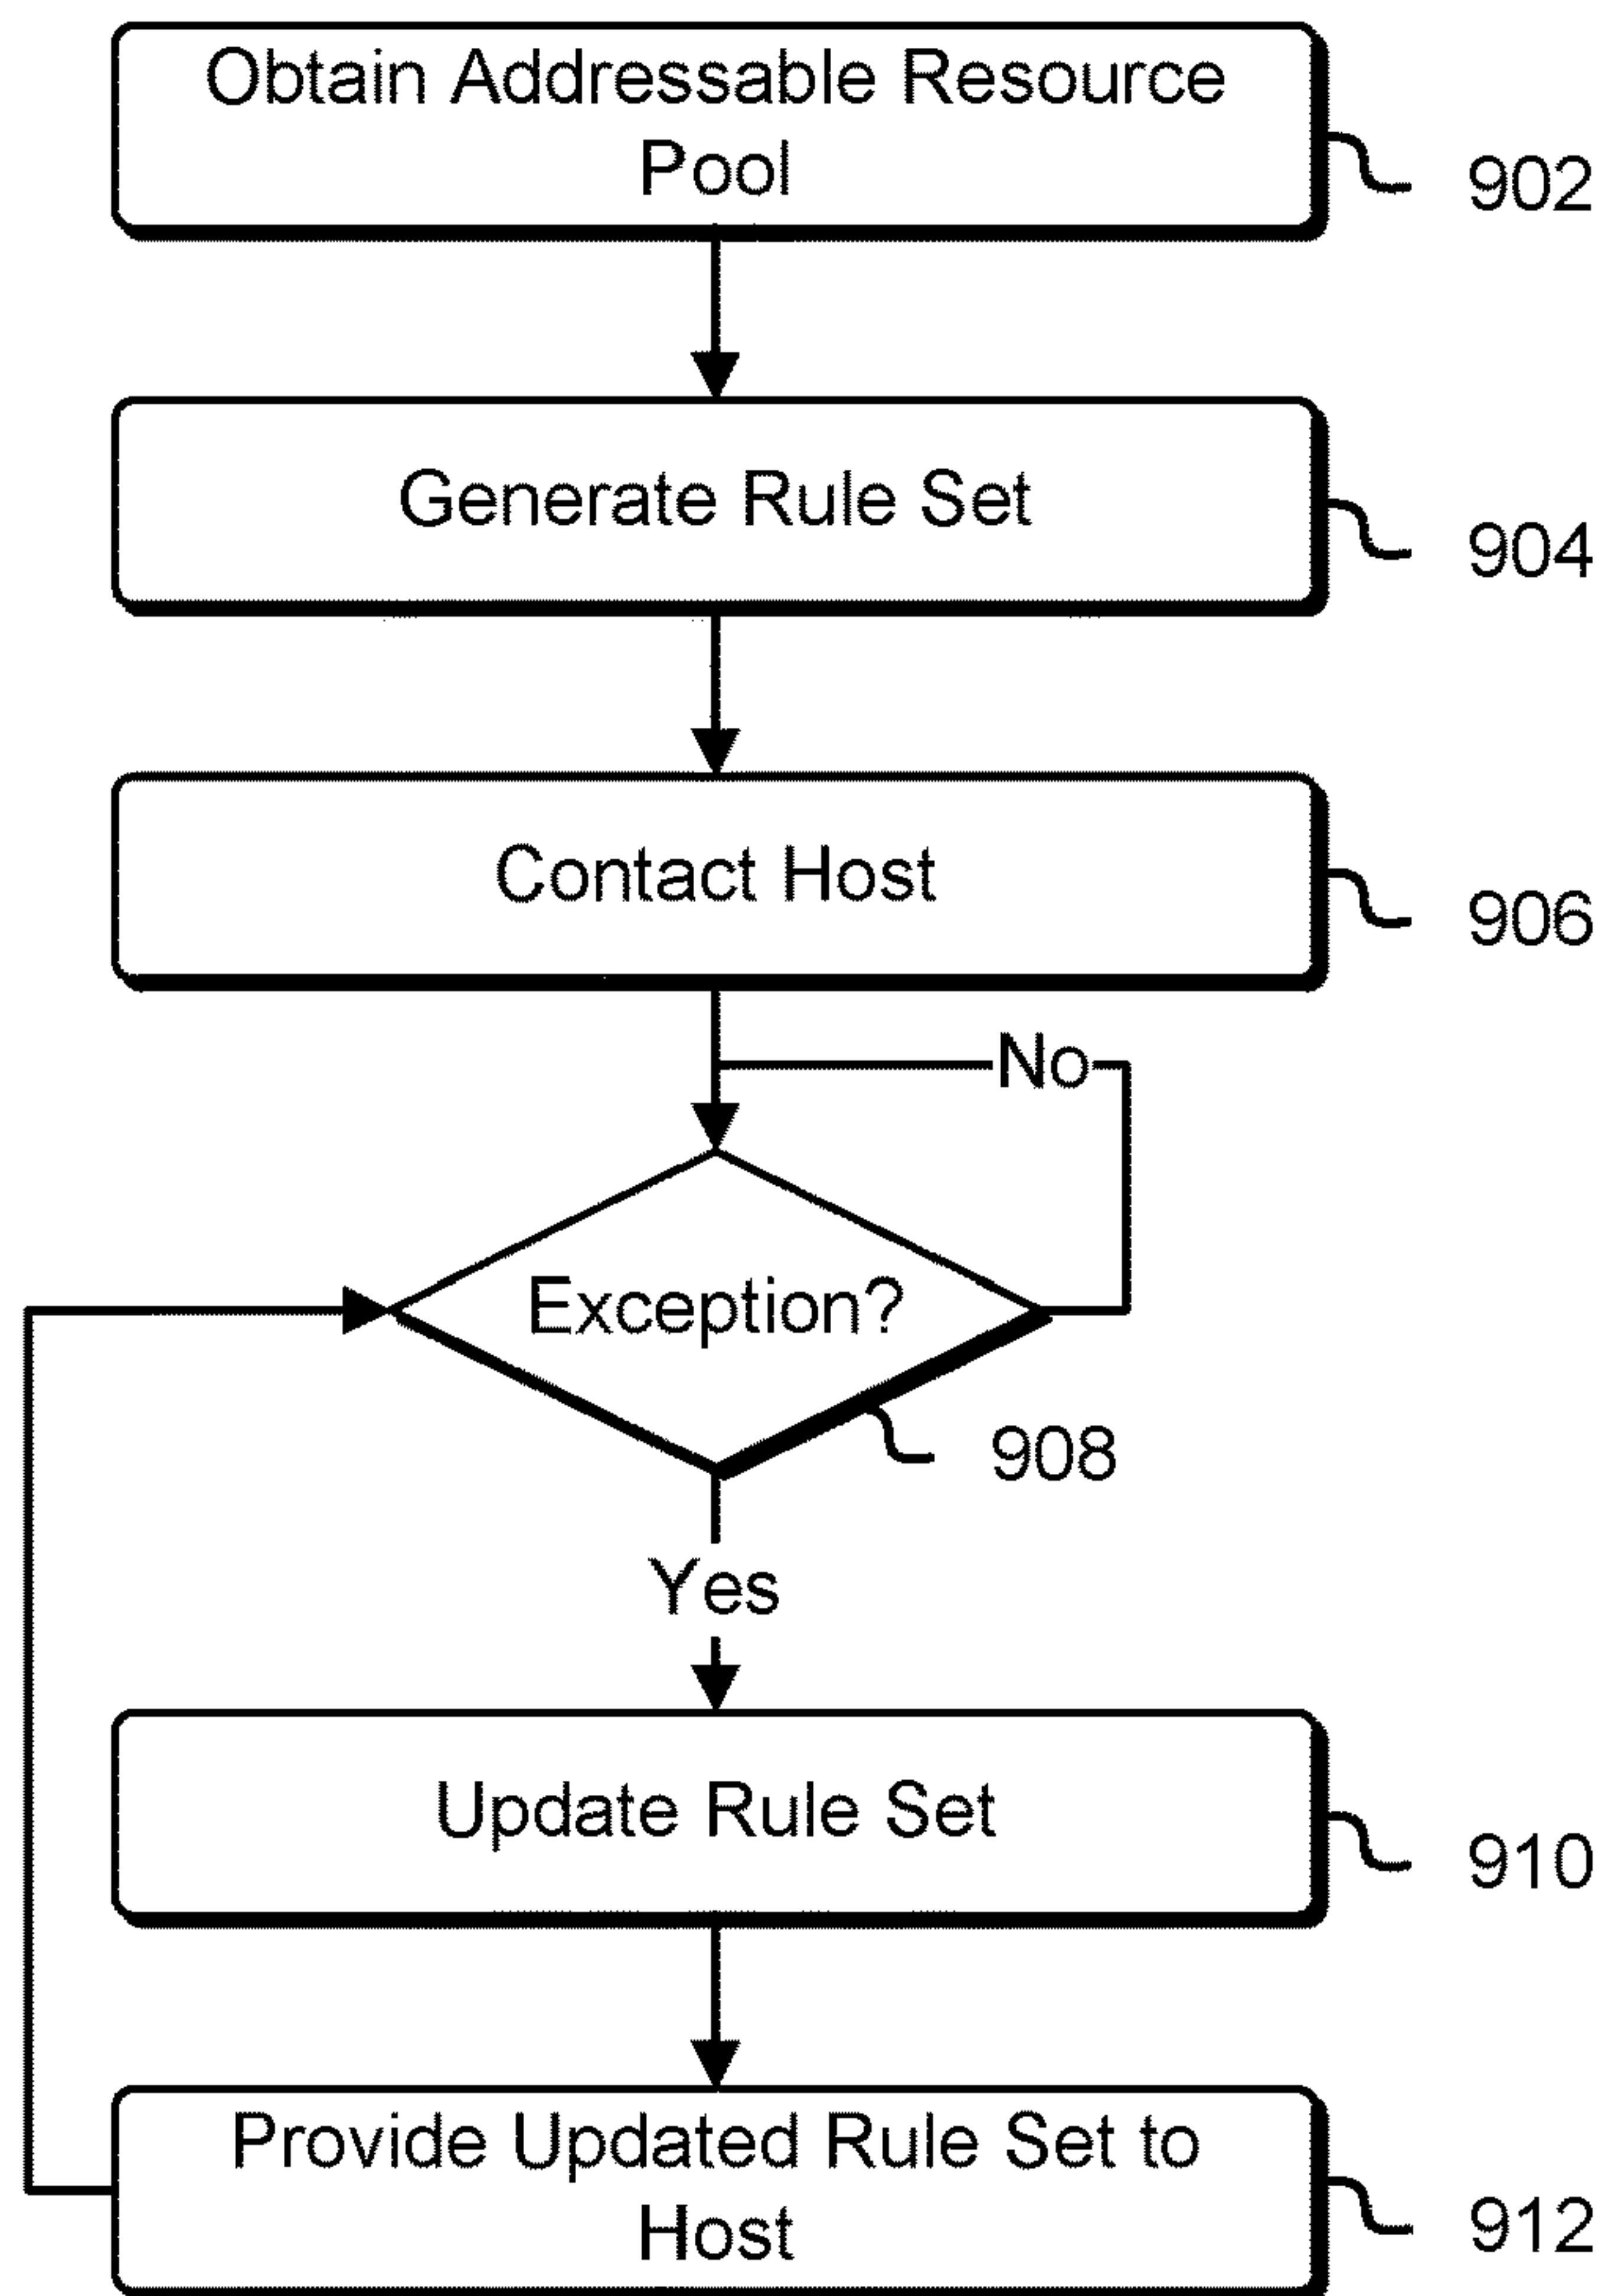 Obtain Addressable Resource
Pool
902
Generate Rule Set
904
Contact Host
906
No
Exception?
908
Yes
Update Rule Set
910
Provide Updated Rule Set to
Host
912